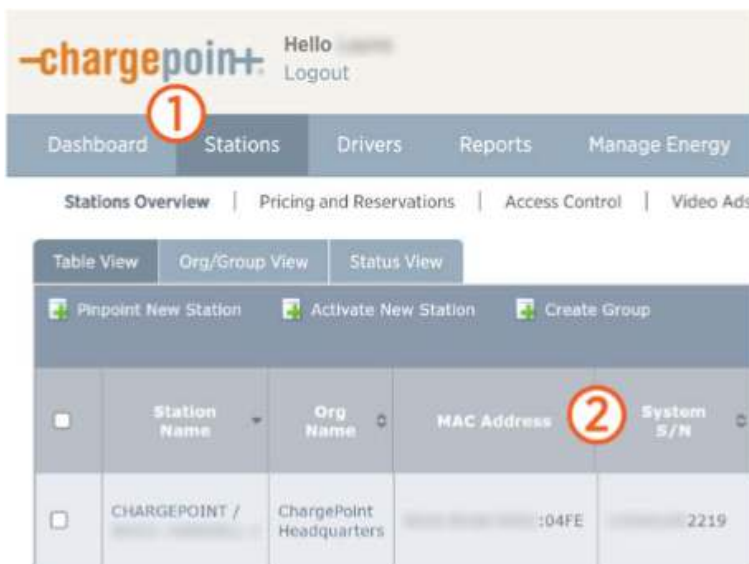 Hello
chargepoint
Logout
1
Dashboard Stations Drivers Reports Manage Energy
Stations Overview | Pricing and Reservations | Access Control | Video Ads
Table View Org/Group View Status View
Pinpoint New Station Activate New Station Create Group
Station Name Org Name MAC Address 2 System S/N
CHARGEPOINT / ChargePoint Headquarters :04FE 2219